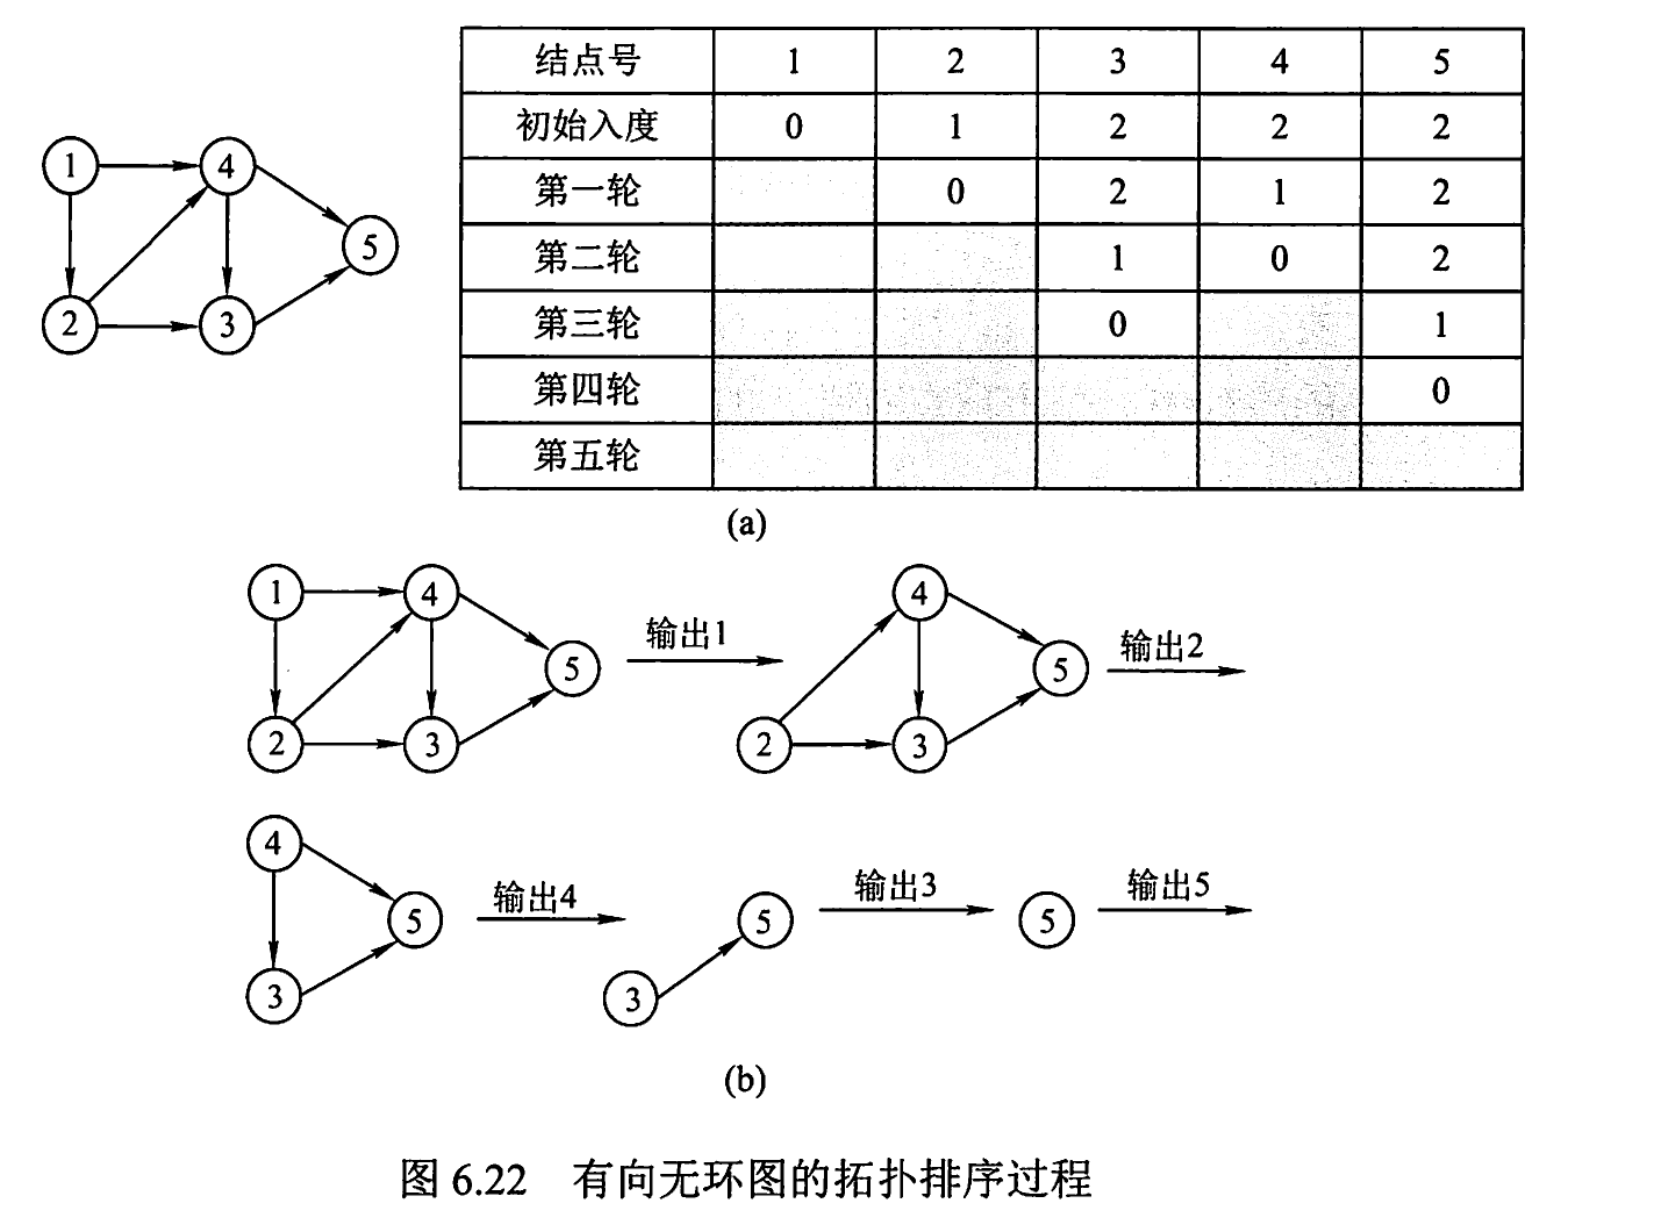 结点号 1 2 3 4 5
初始入度 0 1 2 2 2
第一轮 0 2 1 2
第二轮 1 0 2
第三轮 0 1
第四轮 0
第五轮
1 4
5
2 3
(a)
1 4
5
2 3
输出1
4
5
2 3
输出2
4
5
3
输出4
5
3
输出3
5
输出5
(b)
图 6.22 有向无环图的拓扑排序过程